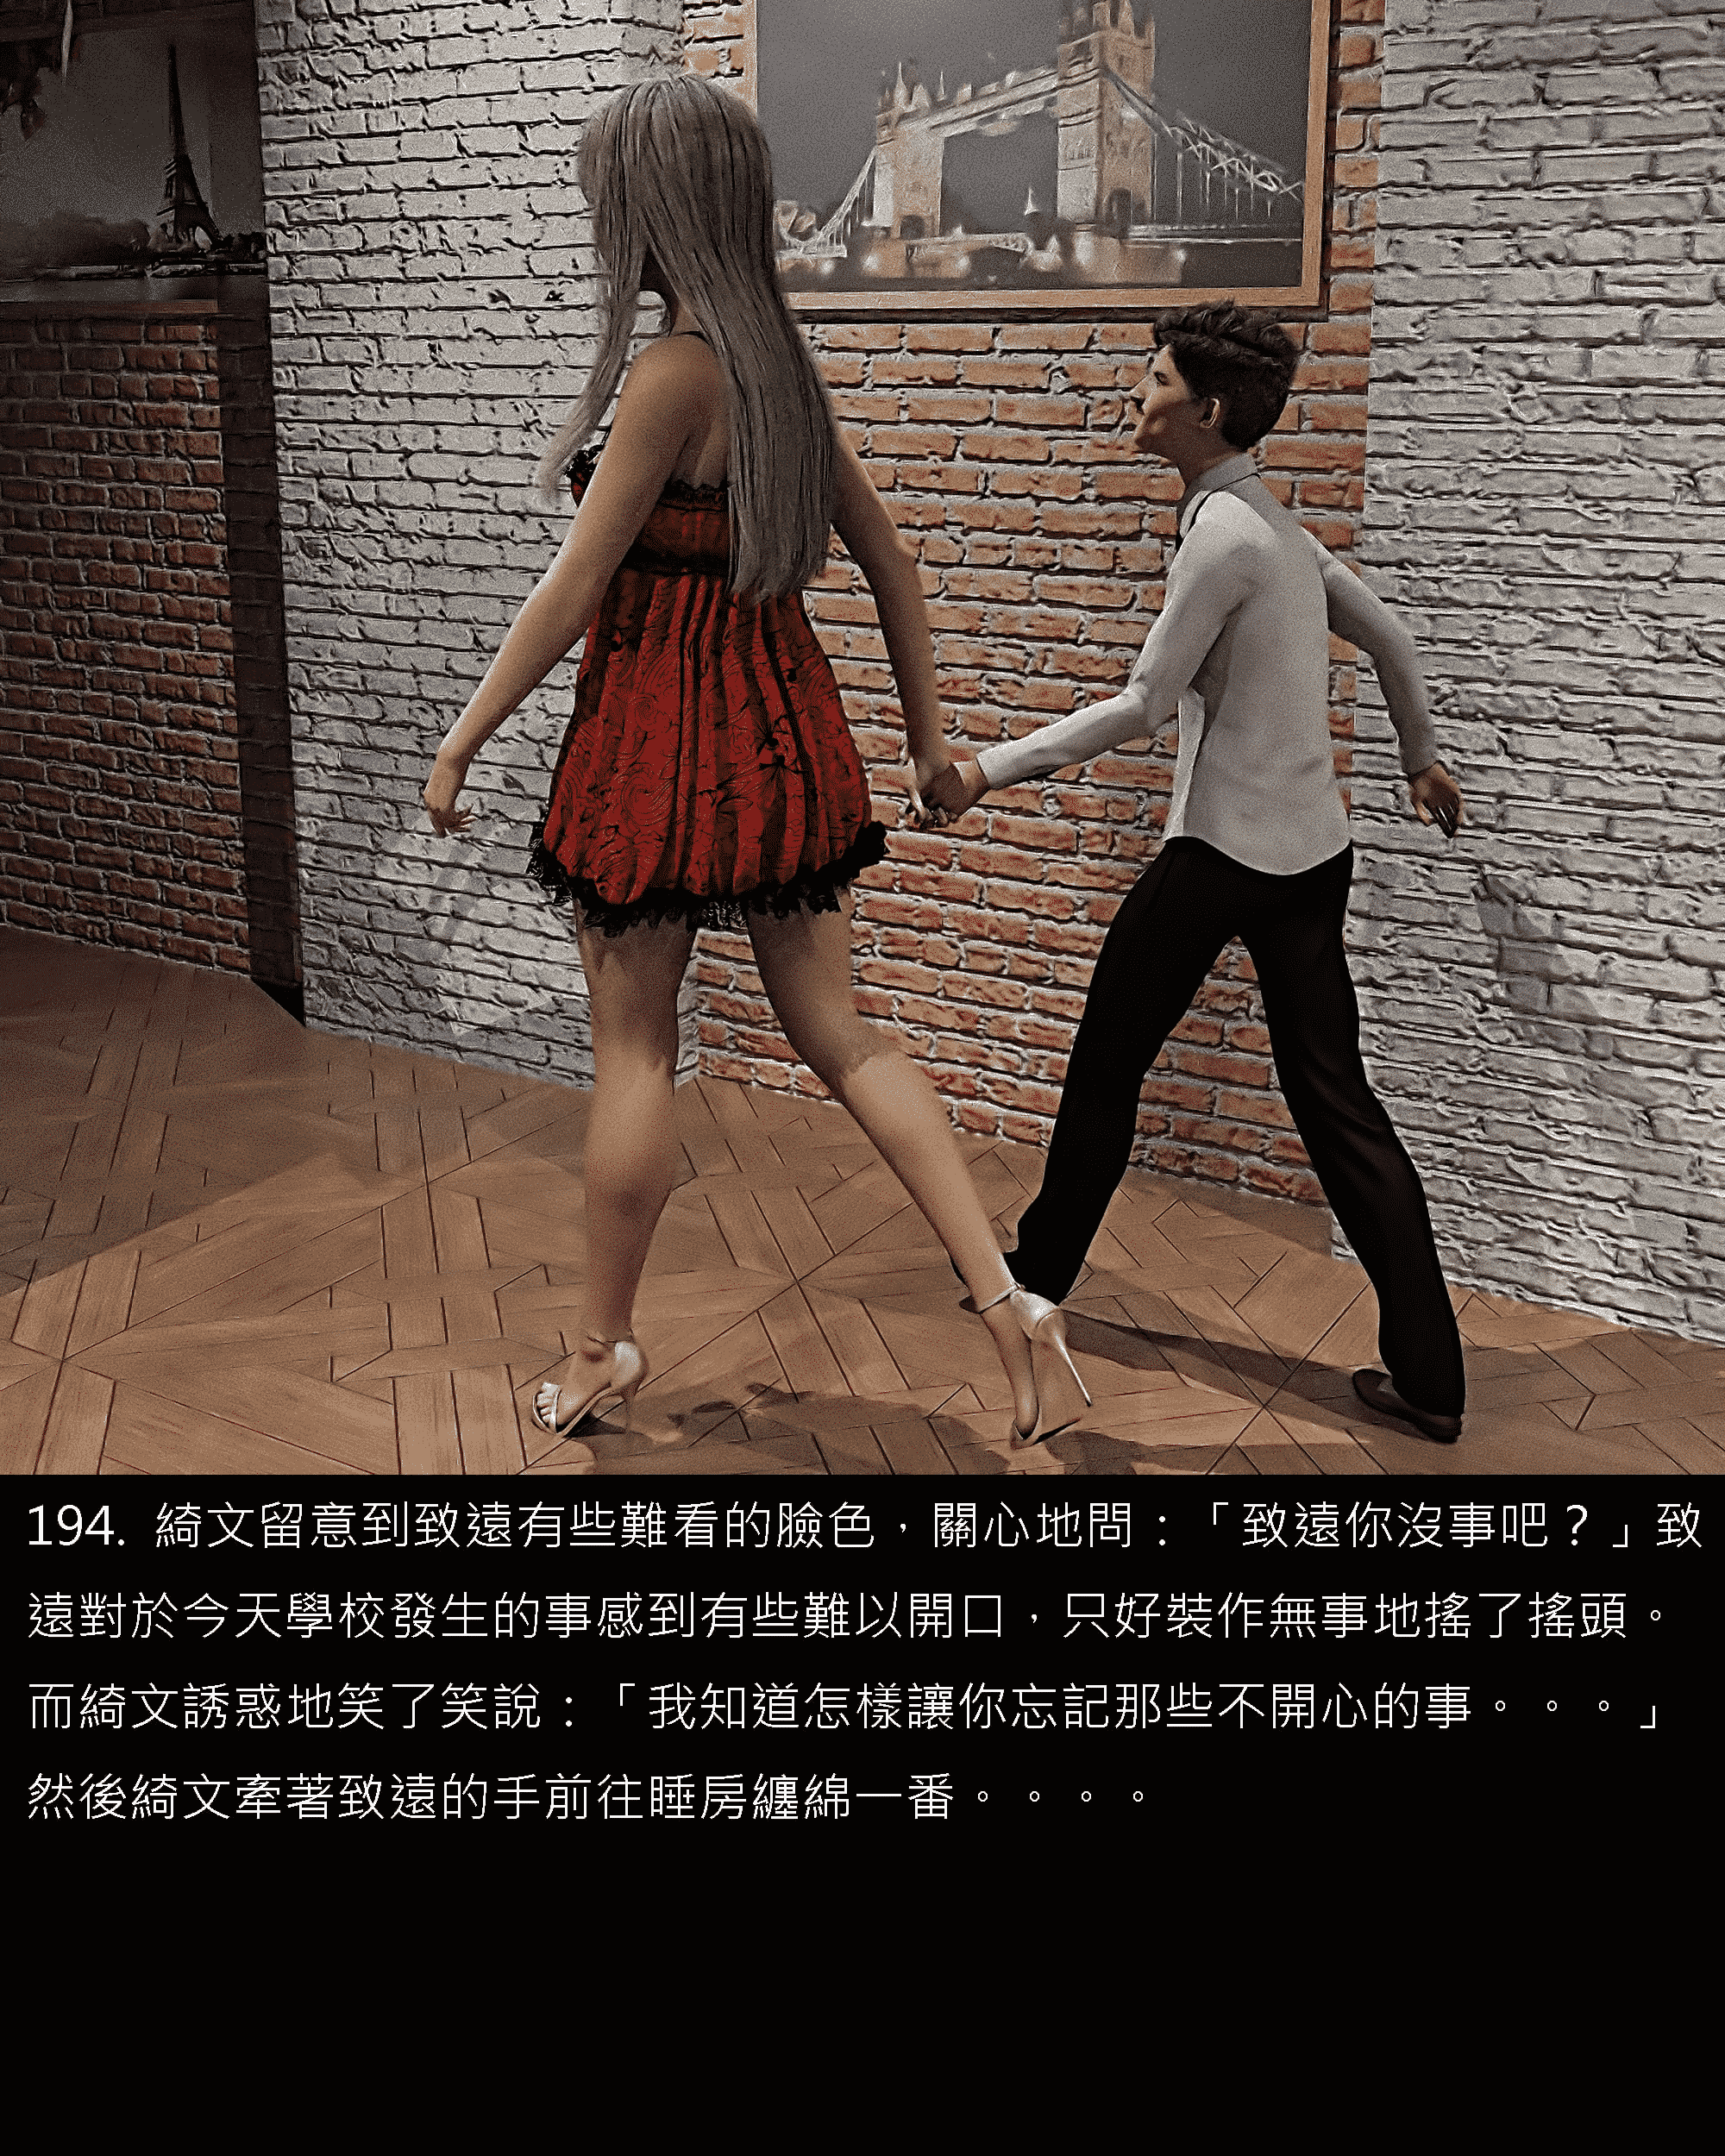 194. 綺文留意到致遠有些難看的臉色，關心地問：「致遠你沒事吧？」致
遠對於今天學校發生的事感到有些難以開口，只好裝作無事地搖了搖頭。
而綺文誘惑地笑了笑說：「我知道怎樣讓你忘記那些不開心的事。。。」
然後綺文牽著致遠的手前往睡房纏綿一番。。。。